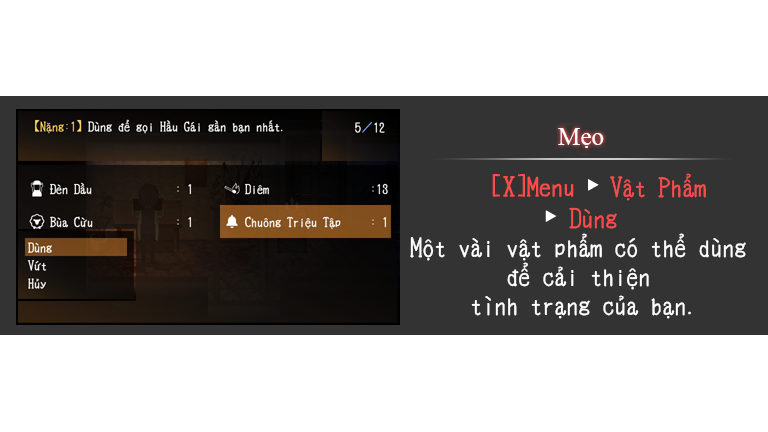 【Nặng:1】Dùng để gọi Hầu Gái gần bạn nhất. 5/12
Đèn Dầu : 1 Diêm :13
Bùa Cừu : 1 Chuông Triệu Tập : 1
Dùng
Vứt
Hủy
Mẹo
[X]Menu ▶ Vật Phẩm
▶ Dùng
Một vài vật phẩm có thể dùng
để cải thiện
tình trạng của bạn.